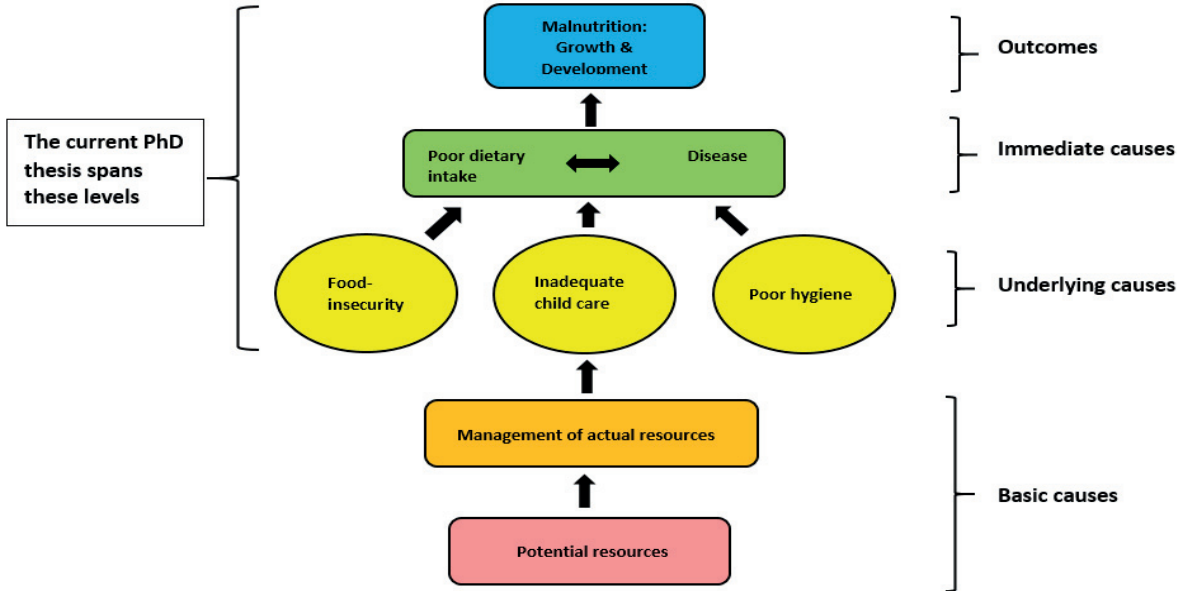 Malnutrition:
Growth &
Development
Outcomes
The current PhD
thesis spans
these levels
Poor dietary
intake
Disease
Immediate causes
Food-
insecurity
Inadequate
child care
Poor hygiene
Underlying causes
Management of actual resources
Basic causes
Potential resources